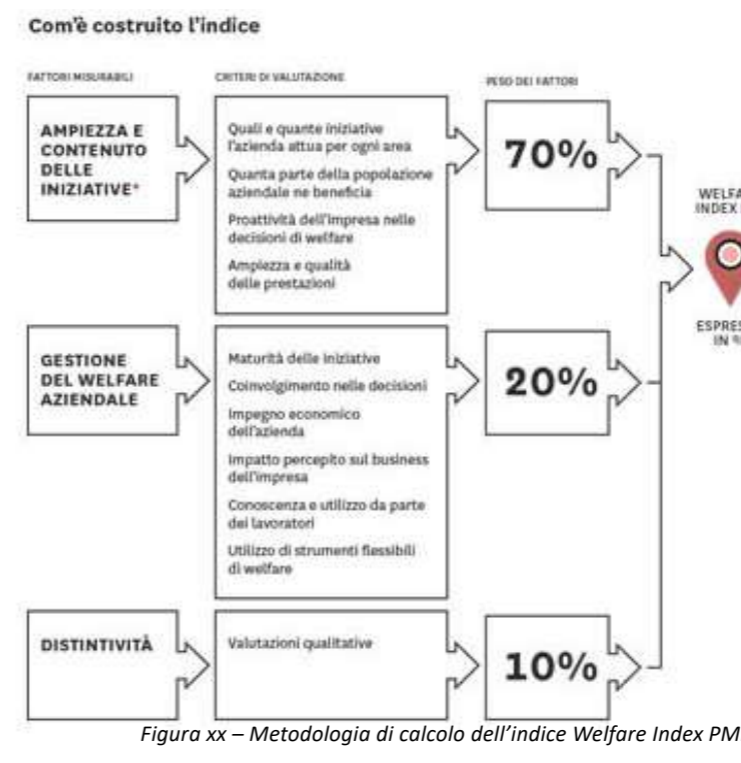 Com'è costruito l'indice
FATTORI MISURABILI
CRITERI DI VALUTAZIONE
PESO DEI FATTORI
AMPIEZZA E
CONTENUTO
DELLE
INIZIATIVE*
Quali e quante iniziative
l'azienda attua per ogni area
Quanta parte della popolazione
aziendale ne beneficia
Proattività dell'impresa nelle
decisioni di welfare
Ampiezza e qualità
delle prestazioni
70%
GESTIONE
DEL WELFARE
AZIENDALE
Maturità delle iniziative
Coinvolgimento nelle decisioni
Impegno economico
dell'azienda
Impatto percepito sul business
dell'impresa
Conoscenza e utilizzo da parte
dei lavoratori
Utilizzo di strumenti flessibili
di welfare
20%
DISTINTIVITÀ
Valutazioni qualitative
10%
WELFA
INDEX
ESPRES
IN %
Figura xx – Metodologia di calcolo dell'indice Welfare Index PM